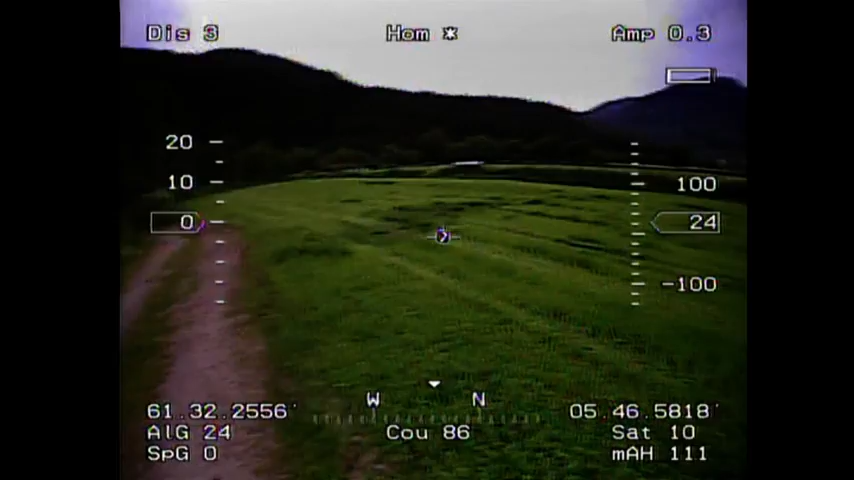 Dis 3 Hom * Amp 0.3
20
10 100
0 24
-100
W N
61.32.2556' 05.46.5818'
AlG 24 Cou 86 Sat 10
SpG 0 mAH 111